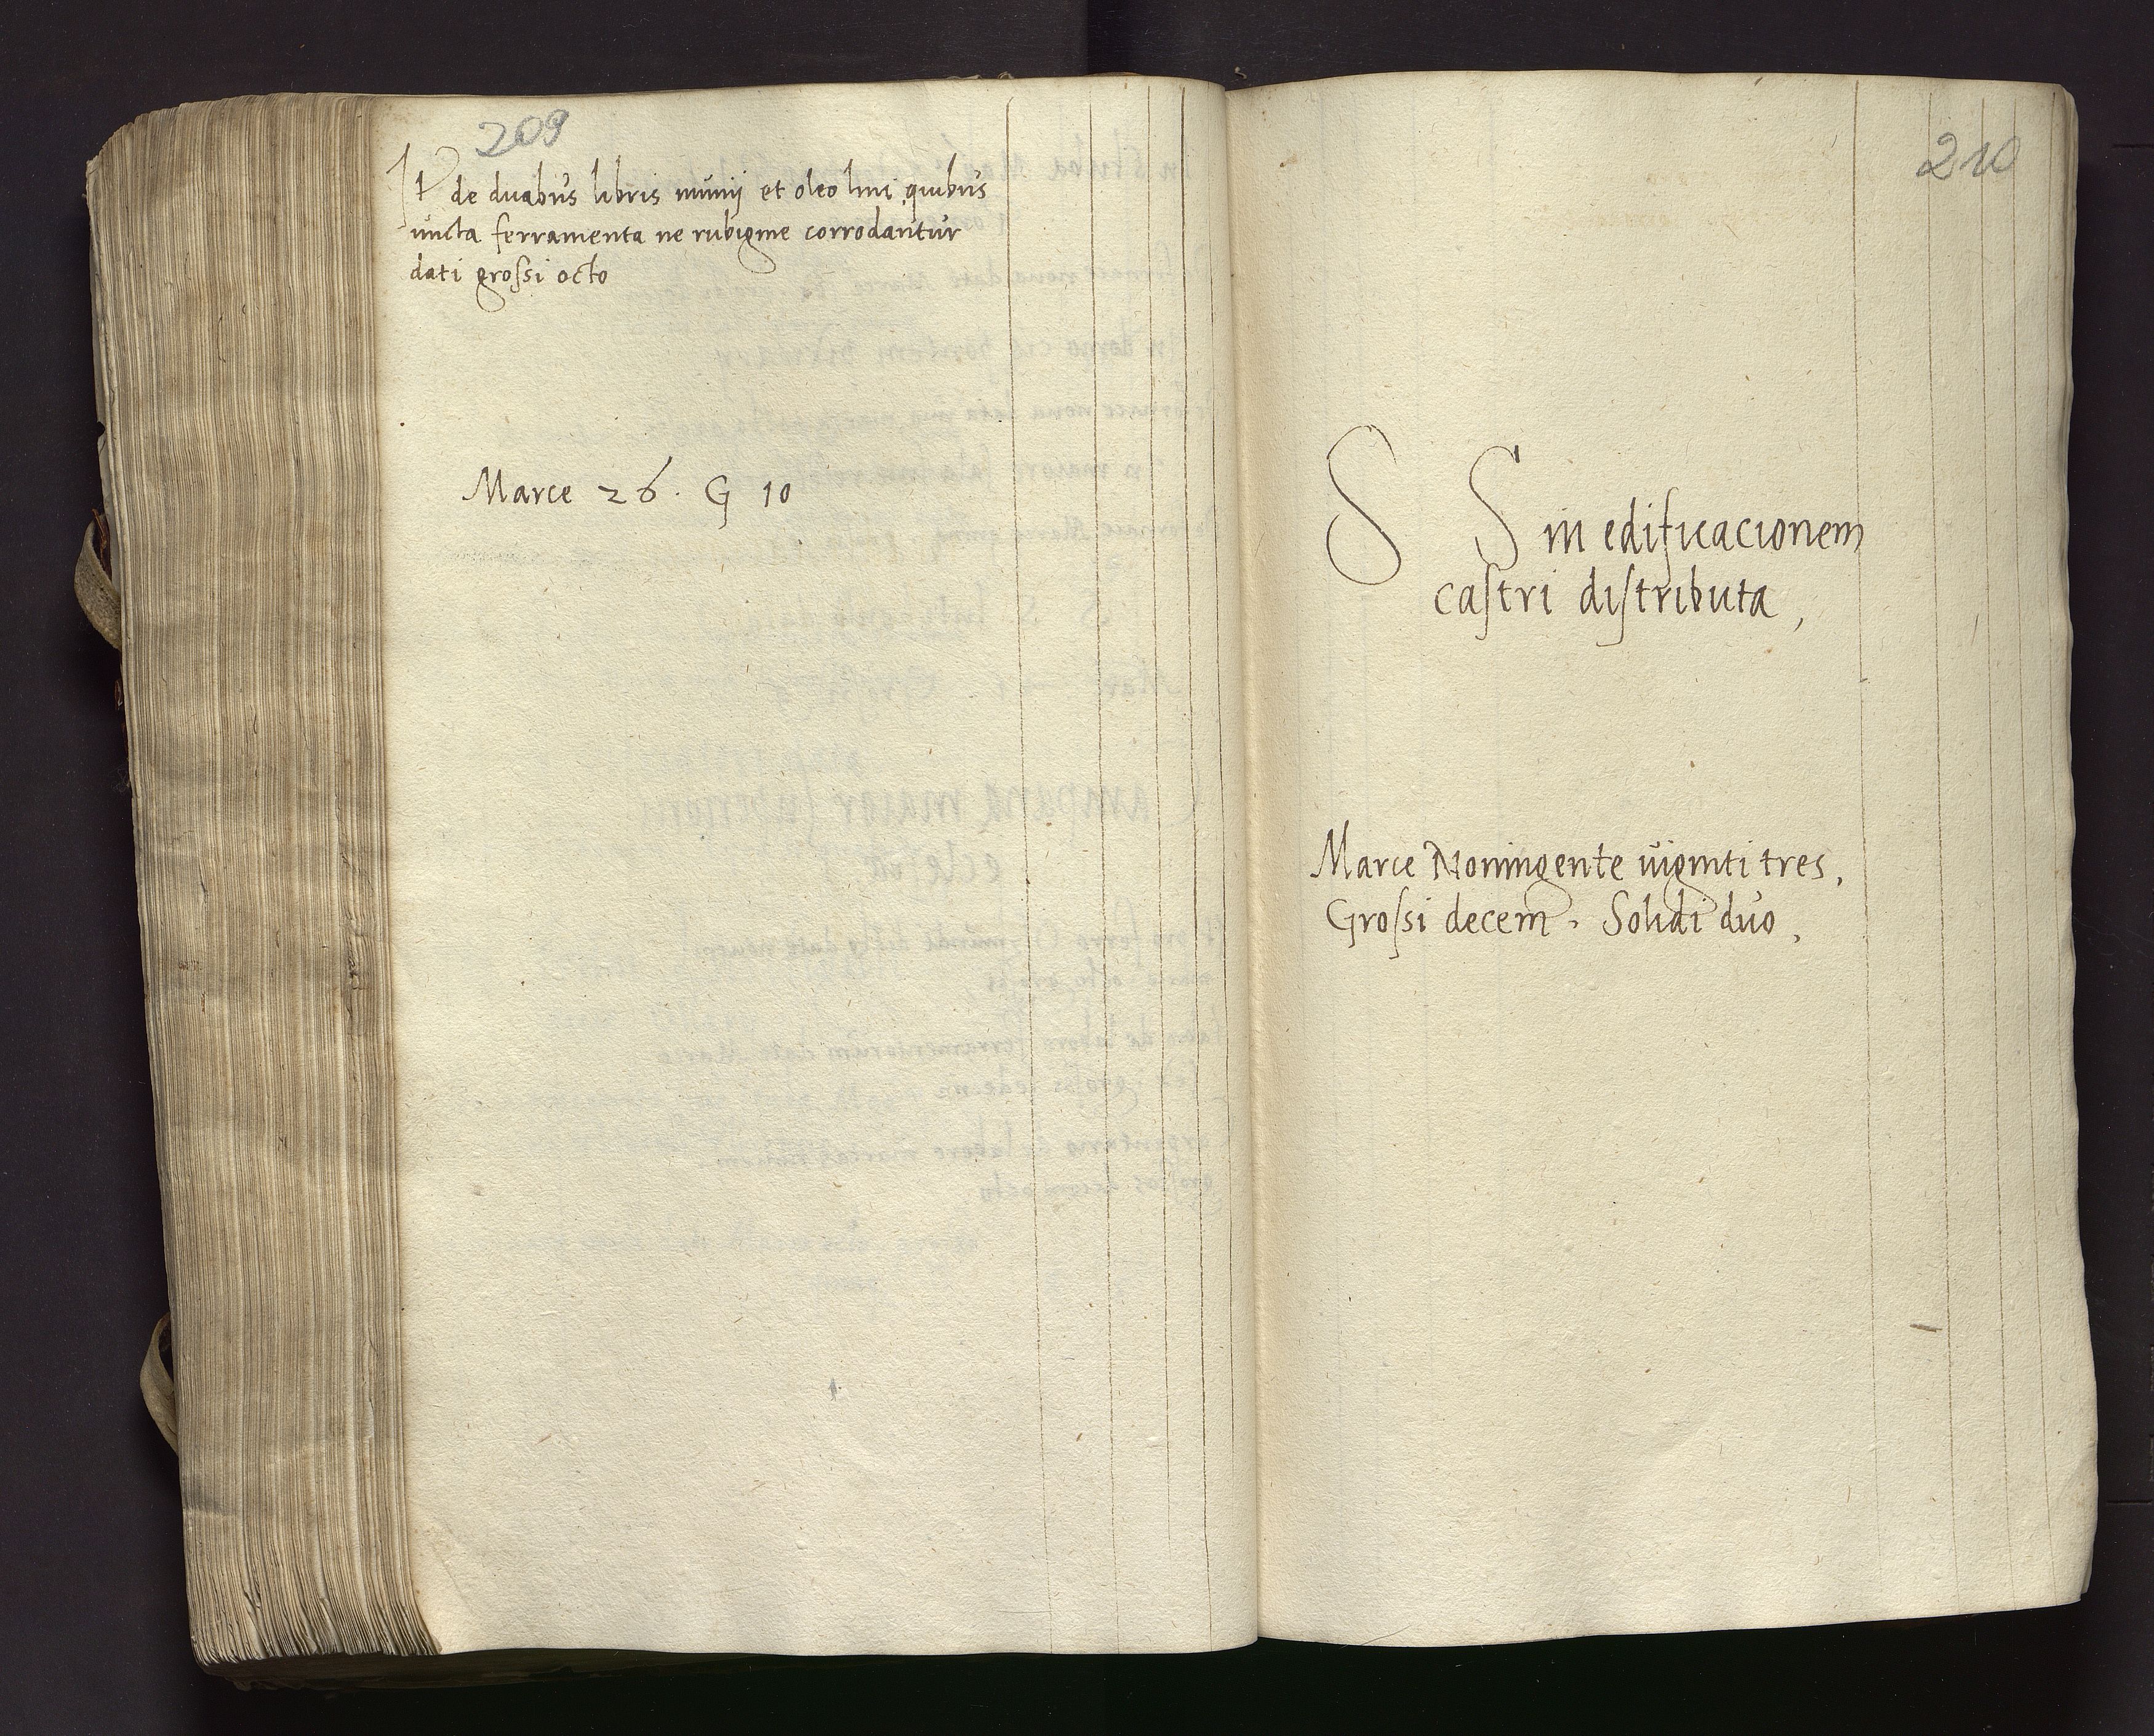 209
It de duabus libris minij et oleo lini quibus
uncta ferramenta ne rubigine corrodantur
dati grossi octo
Marce 26. G 10
210
S S in edificacionem
castri distributa,
Marce Noningente viginti tres,
Grossi decem. Solidi duo,